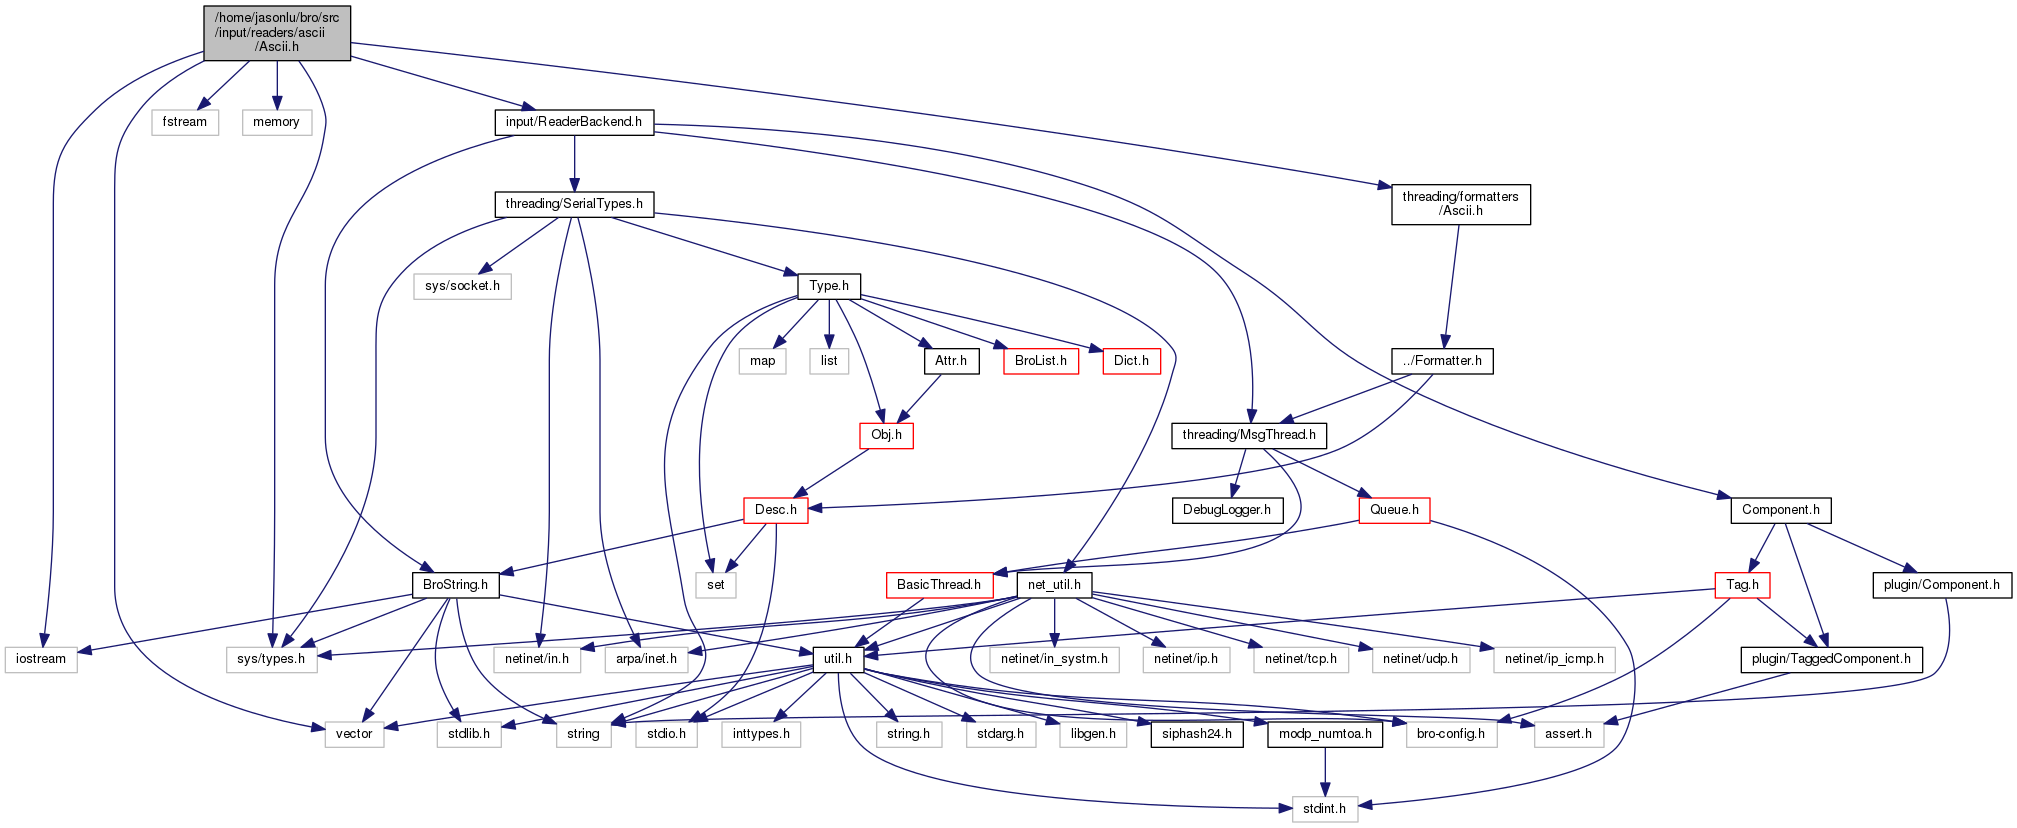 /home/jasonlu/bro/src
/input/readers/ascii
/Ascii.h
fstream
memory
input/ReaderBackend.h
threading/SerialTypes.h
threading/formatters
/Ascii.h
sys/socket.h
Type.h
map
list
Attr.h
BroList.h
Dict.h
../Formatter.h
Obj.h
threading/MsgThread.h
Desc.h
DebugLogger.h
Queue.h
Component.h
BroString.h
set
BasicThread.h
net_util.h
Tag.h
plugin/Component.h
iostream
sys/types.h
netinet/in.h
arpa/inet.h
util.h
netinet/in_systm.h
netinet/ip.h
netinet/tcp.h
netinet/udp.h
netinet/ip_icmp.h
plugin/TaggedComponent.h
vector
stdlib.h
string
stdio.h
inttypes.h
string.h
stdarg.h
libgen.h
siphash24.h
modp_numtoa.h
bro-config.h
assert.h
stdint.h